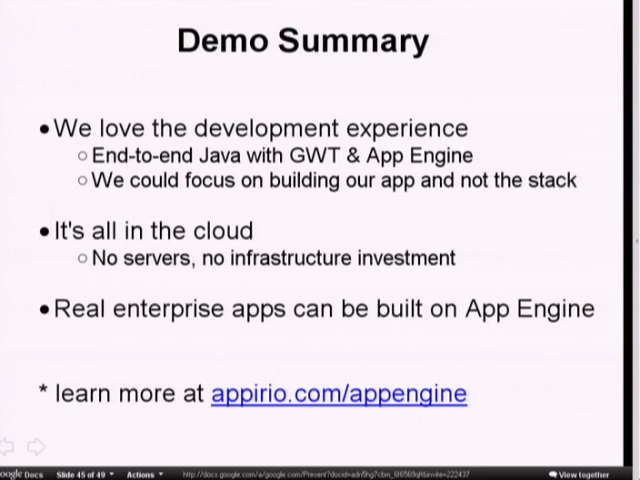 Demo Summary
•We love the development experience
○End-to-end Java with GWT & App Engine
○We could focus on building our app and not the stack
•It's all in the cloud
○No servers, no infrastructure investment
•Real enterprise apps can be built on App Engine
* learn more at appirio.com/appengine
Google Docs Slide 45 of 49 Actions View together